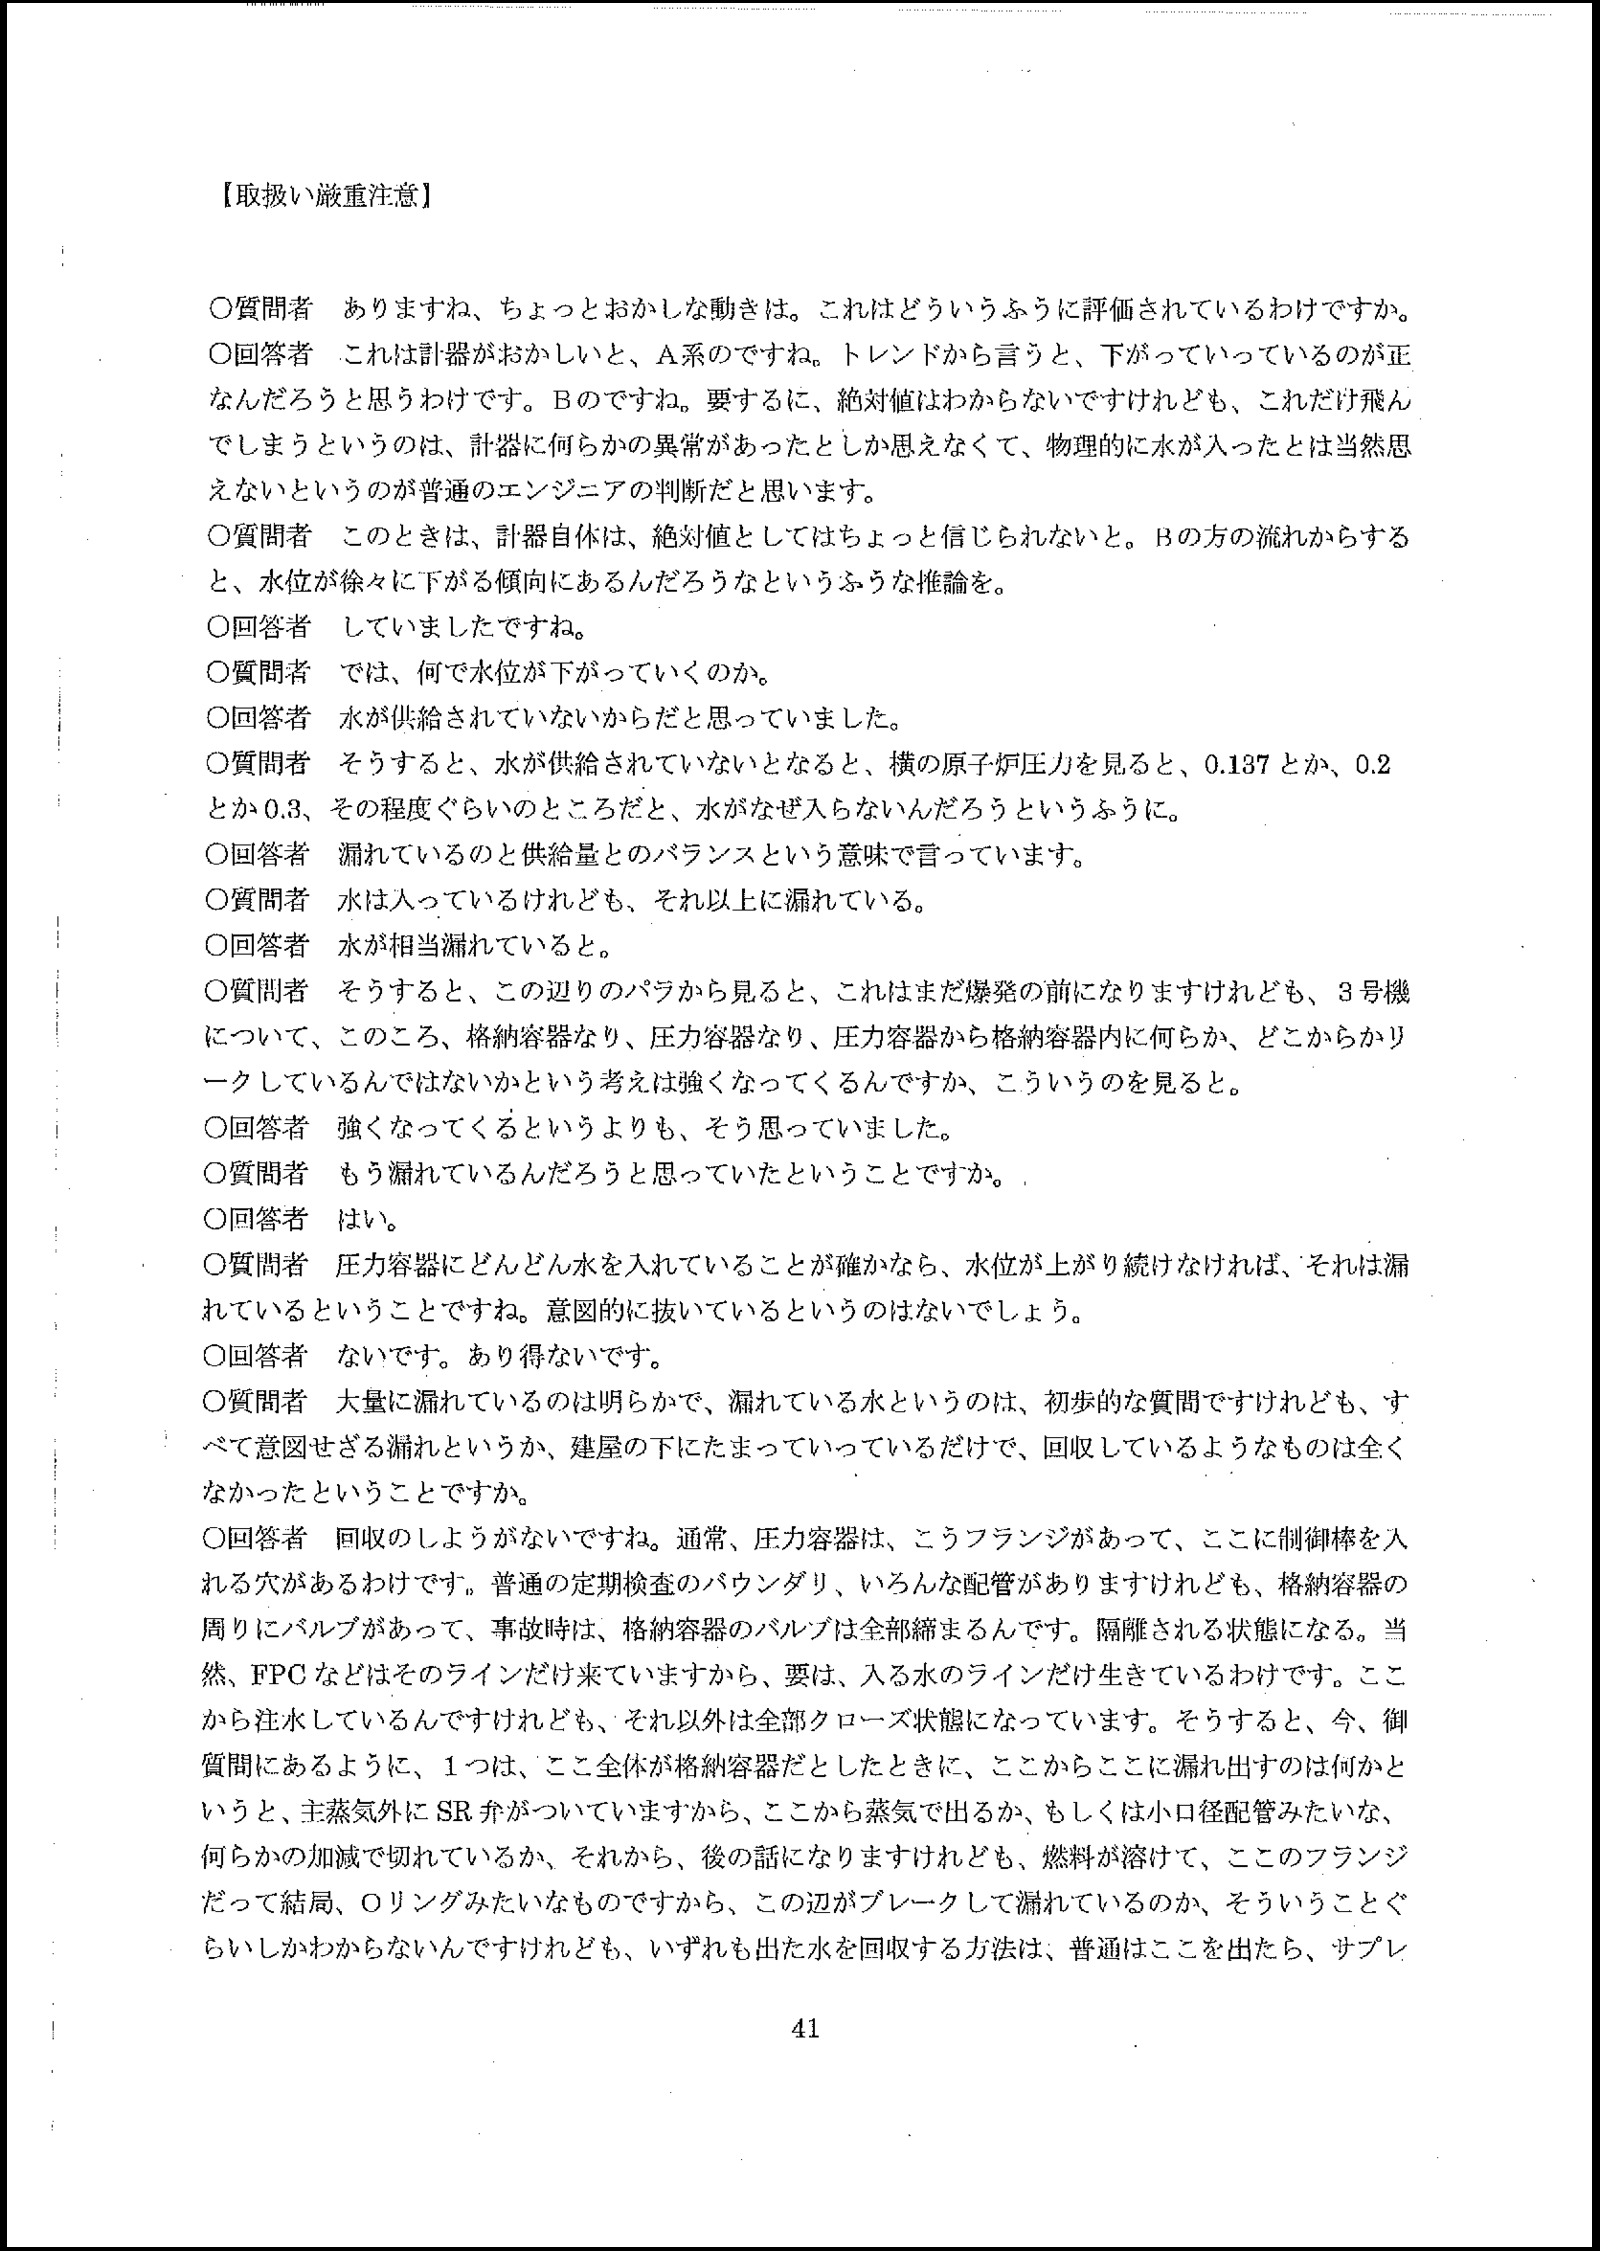 【取扱い厳重注意】
○質問者　ありますね、ちょっとおかしな動きは。これはどういうふうに評価されているわけですか。
○回答者　これは計器がおかしいと、A系のですね。トレンドから言うと、下がっていっているのが正
なんだろうと思うわけです。Bのですね。要するに、絶対値はわからないですけれども、これだけ飛ん
でしまうというのは、計器に何らかの異常があったとしか思えなくて、物理的に水が入ったとは当然思
えないというのが普通のエンジニアの判断だと思います。
○質問者　このときは、計器自体は、絶対値としてはちょっと信じられないと。Bの方の流れからする
と、水位が徐々に下がる傾向にあるんだろうなというふうな推論を。
○回答者　していましたですね。
○質問者　では、何で水位が下がっていくのか。
○回答者　水が供給されていないからだと思っていました。
○質問者　そうすると、水が供給されていないとなると、横の原子炉圧力を見ると、0.137とか、0.2
とか0.3、その程度ぐらいのところだと、水がなぜ入らないんだろうというふうに。
○回答者　漏れているのと供給量とのバランスという意味で言っています。
○質問者　水は入っているけれども、それ以上に漏れている。
○回答者　水が相当漏れていると。
○質問者　そうすると、この辺りのパラから見ると、これはまだ爆発の前になりますけれども、3号機
について、このころ、格納容器なり、圧力容器なり、圧力容器から格納容器内に何らか、どこからかリ
ークしているんではないかという考えは強くなってくるんですか、こういうのを見ると。
○回答者　強くなってくるというよりも、そう思っていました。
○質問者　もう漏れているんだろうと思っていたということですか。
○回答者　はい。
○質問者　圧力容器にどんどん水を入れていることが確かなら、水位が上がり続けなければ、それは漏
れているということですね。意図的に抜いているというのはないでしょう。
○回答者　ないです。あり得ないです。
○質問者　大量に漏れているのは明らかで、漏れている水というのは、初歩的な質問ですけれども、す
べて意図せざる漏れというか、建屋の下にたまっていっているだけで、回収しているようなものは全く
なかったということですか。
○回答者　回収のしようがないですね。通常、圧力容器は、こうフランジがあって、ここに制御棒を入
れる穴があるわけです。普通の定期検査のバウンダリ、いろんな配管がありますけれども、格納容器の
周りにバルブがあって、事故時は、格納容器のバルブは全部締まるんです。隔離される状態になる。当
然、FPCなどはそのラインだけ来ていますから、要は、入る水のラインだけ生きているわけです。ここ
から注水しているんですけれども、それ以外は全部クローズ状態になっています。そうすると、今、御
質問にあるように、1つは、ここ全体が格納容器だとしたときに、ここからここに漏れ出すのは何かと
いうと、主蒸気外にSR弁がついていますから、ここから蒸気で出るか、もしくは小口径配管みたいな、
何らかの加減で切れているか、それから、後の話になりますけれども、燃料が溶けて、ここのフランジ
だって結局、Oリングみたいなものですから、この辺がブレークして漏れているのか、そういうことぐ
らいしかわからないんですけれども、いずれも出た水を回収する方法は、普通はここを出たら、サプレ
41